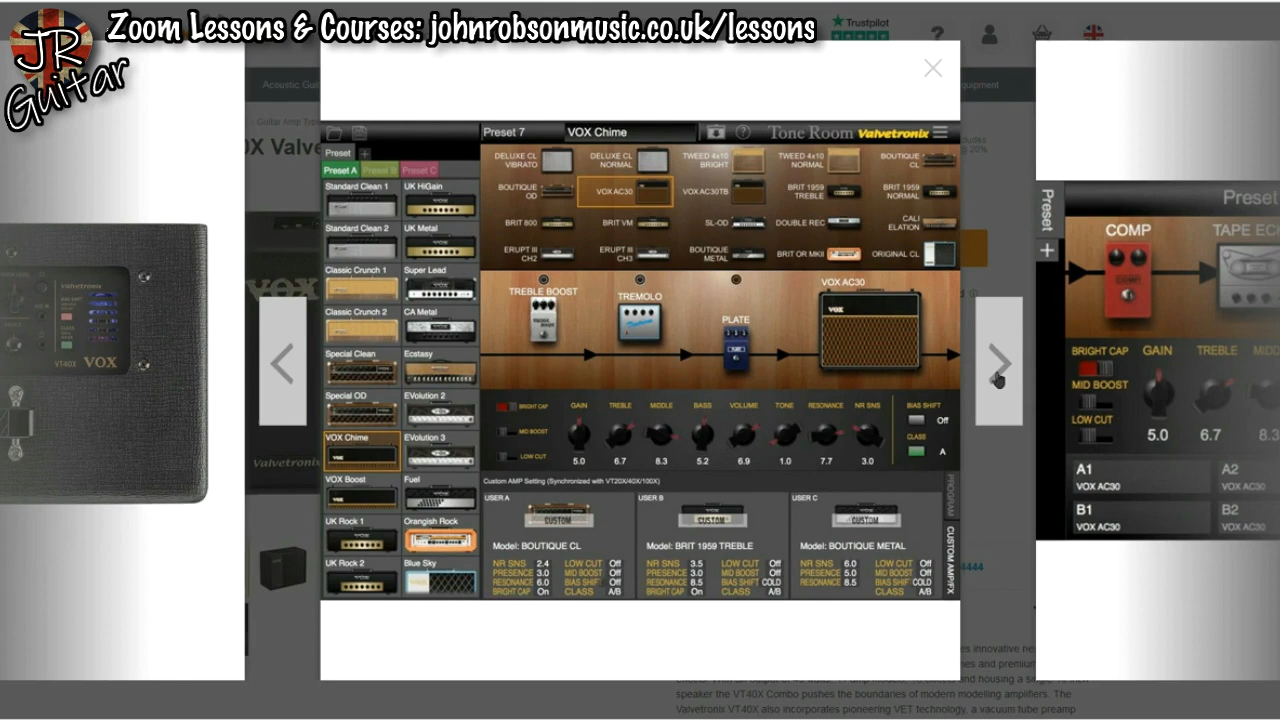 JR
Guitar
Zoom Lessons & Courses: johnrobsonmusic.co.uk/lessons
Trustpilot
?
Guitar Amp
Valvetronix
VT40X VOX
Valvetronix
Preset 7 VOX Chime ? Tone Room Valvetronix
Preset +
Preset A Preset B Preset C
Standard Clean 1 UK HiGain
Standard Clean 2 UK Metal
Classic Crunch 1 Super Lead
Classic Crunch 2 CA Metal
Special Clean Ecstasy
Special OD EVolution 2
VOX Chime EVolution 3
VOX Boost Fuel
UK Rock 1 Orangish Rock
UK Rock 2 Blue Sky
DELUXE CL VIBRATO DELUXE CL NORMAL TWEED 4x10 BRIGHT TWEED 4x10 NORMAL BOUTIQUE CL
BOUTIQUE OD VOX AC30 VOX AC30TB BRIT 1959 TREBLE BRIT 1959 NORMAL
BRIT 800 BRIT VM SL-OD DOUBLE REC CALI ELATION
ERUPT III CH2 ERUPT III CH3 BOUTIQUE METAL BRIT OR MKII ORIGINAL CL
TREBLE BOOST TREMOLO PLATE VOX AC30
VOX
BRIGHT CAP GAIN TREBLE MIDDLE BASS VOLUME TONE RESONANCE NR SNS BIAS SHIFT
Off
MID BOOST
CLASS
LOW CUT A
5.0 6.7 8.3 5.2 6.9 1.0 7.7 3.0
Custom AMP Setting (Synchronized with VT20X/40X/100X)
PROGRAM
CUSTOM AMP/FX
USER A USER B USER C
CUSTOM CUSTOM CUSTOM
Model: BOUTIQUE CL Model: BRIT 1959 TREBLE Model: BOUTIQUE METAL
NR SNS 2.4 LOW CUT Off NR SNS 3.5 LOW CUT Off NR SNS 6.0 LOW CUT Off
PRESENCE 3.0 MID BOOST Off PRESENCE 3.0 MID BOOST Off PRESENCE 5.0 MID BOOST Off
RESONANCE 6.0 BIAS SHIFT Off RESONANCE 8.5 BIAS SHIFT COLD RESONANCE 8.5 BIAS SHIFT COLD
BRIGHT CAP On CLASS A/B BRIGHT CAP On CLASS A/B CLASS A/B
Preset
+
Preset
COMP TAPE
BRIGHT CAP GAIN TREBLE
MID BOOST
LOW CUT
5.0 6.7 8.3
A1 A2
VOX AC30 VOX AC30
B1 B2
VOX AC30 VOX AC30
and housing a
speaker the VT40X Combo pushes the boundaries of modern modelling amplifiers. The
Valvetronix VT40X also incorporates pioneering VET technology, a vacuum tube preamp